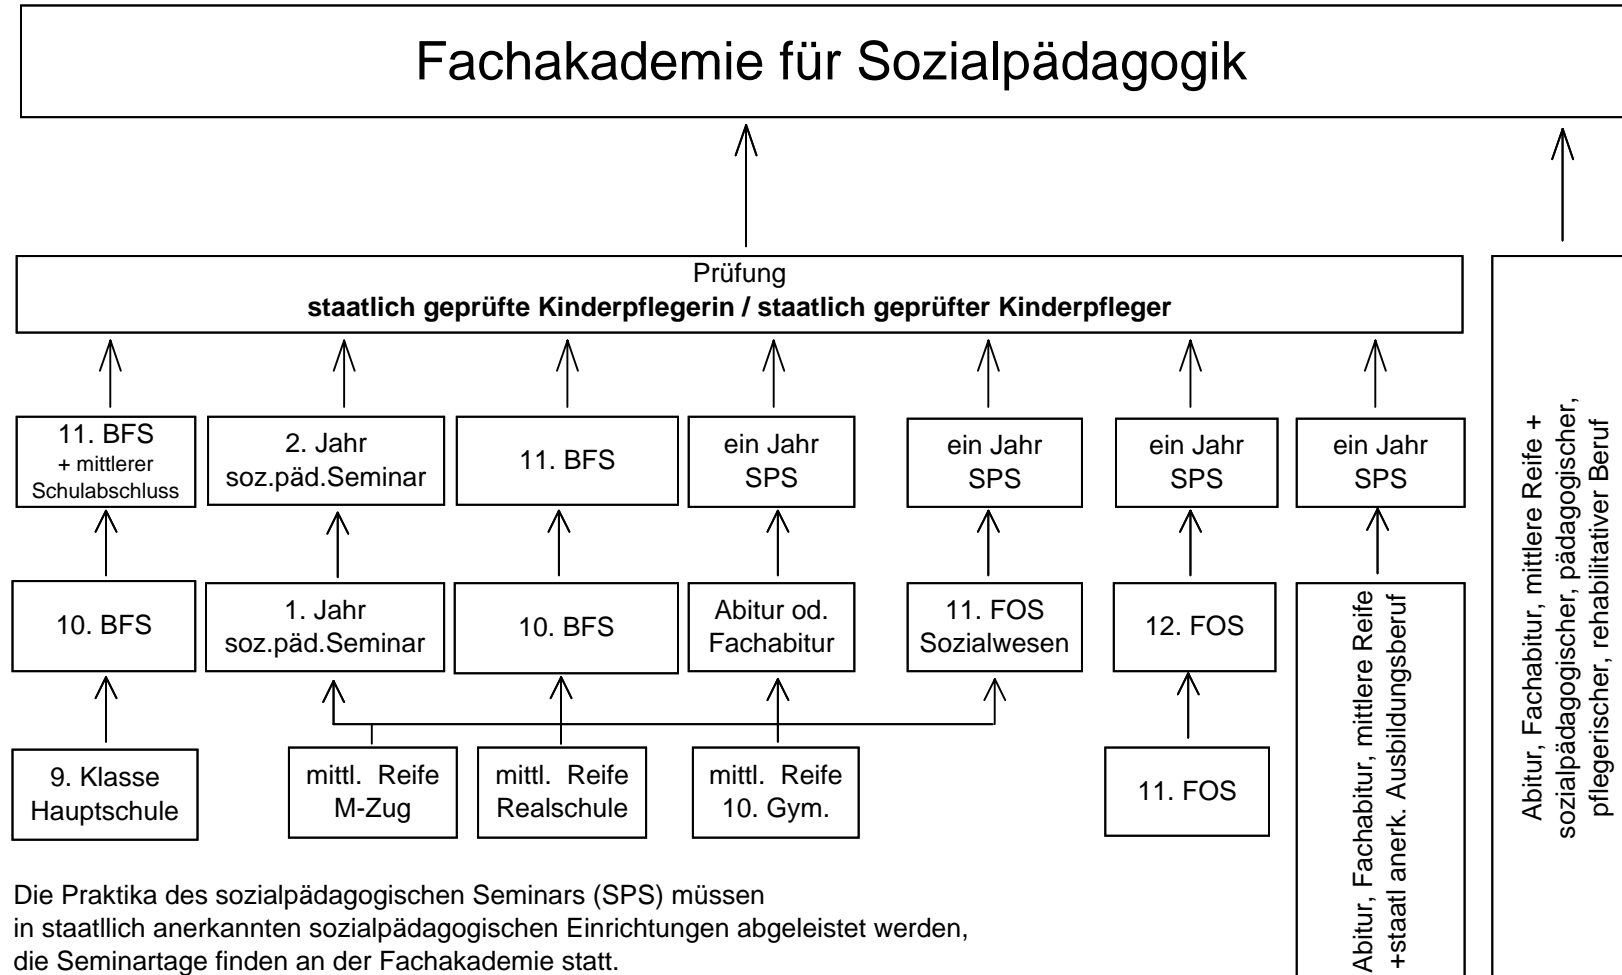 Fachakademie für Sozialpädagogik
Prüfung
staatlich geprüfte Kinderpflegerin / staatlich geprüfter Kinderpfleger
11. BFS
+ mittlerer
Schulabschluss
2. Jahr
soz.päd.Seminar
11. BFS
ein Jahr
SPS
ein Jahr
SPS
ein Jahr
SPS
ein Jahr
SPS
10. BFS
1. Jahr
soz.päd.Seminar
10. BFS
Abitur od.
Fachabitur
11. FOS
Sozialwesen
12. FOS
9. Klasse
Hauptschule
mittl. Reife
M-Zug
mittl. Reife
Realschule
mittl. Reife
10. Gym.
11. FOS
Abitur, Fachabitur, mittlere Reife
+staatl anerk. Ausbildungsberuf
Abitur, Fachabitur, mittlere Reife +
sozialpädagogischer, pädagogischer,
pflegerischer, rehabilitativer Beruf
Die Praktika des sozialpädagogischen Seminars (SPS) müssen
in staatllich anerkannten sozialpädagogischen Einrichtungen abgeleistet werden,
die Seminartage finden an der Fachakademie statt.